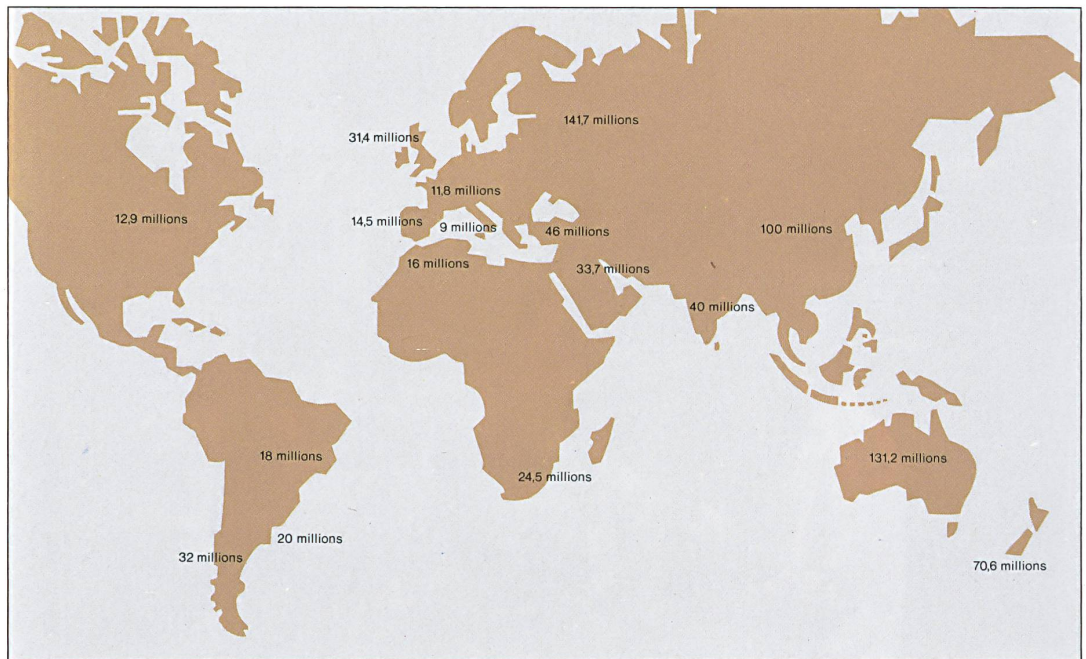 141,7 millions
31,4 millions
11,8 millions
12,9 millions
14,5 millions
9 millions
46 millions
100 millions
16 millions
33,7 millions
40 millions
18 millions
131,2 millions
24,5 millions
20 millions
32 millions
70,6 millions